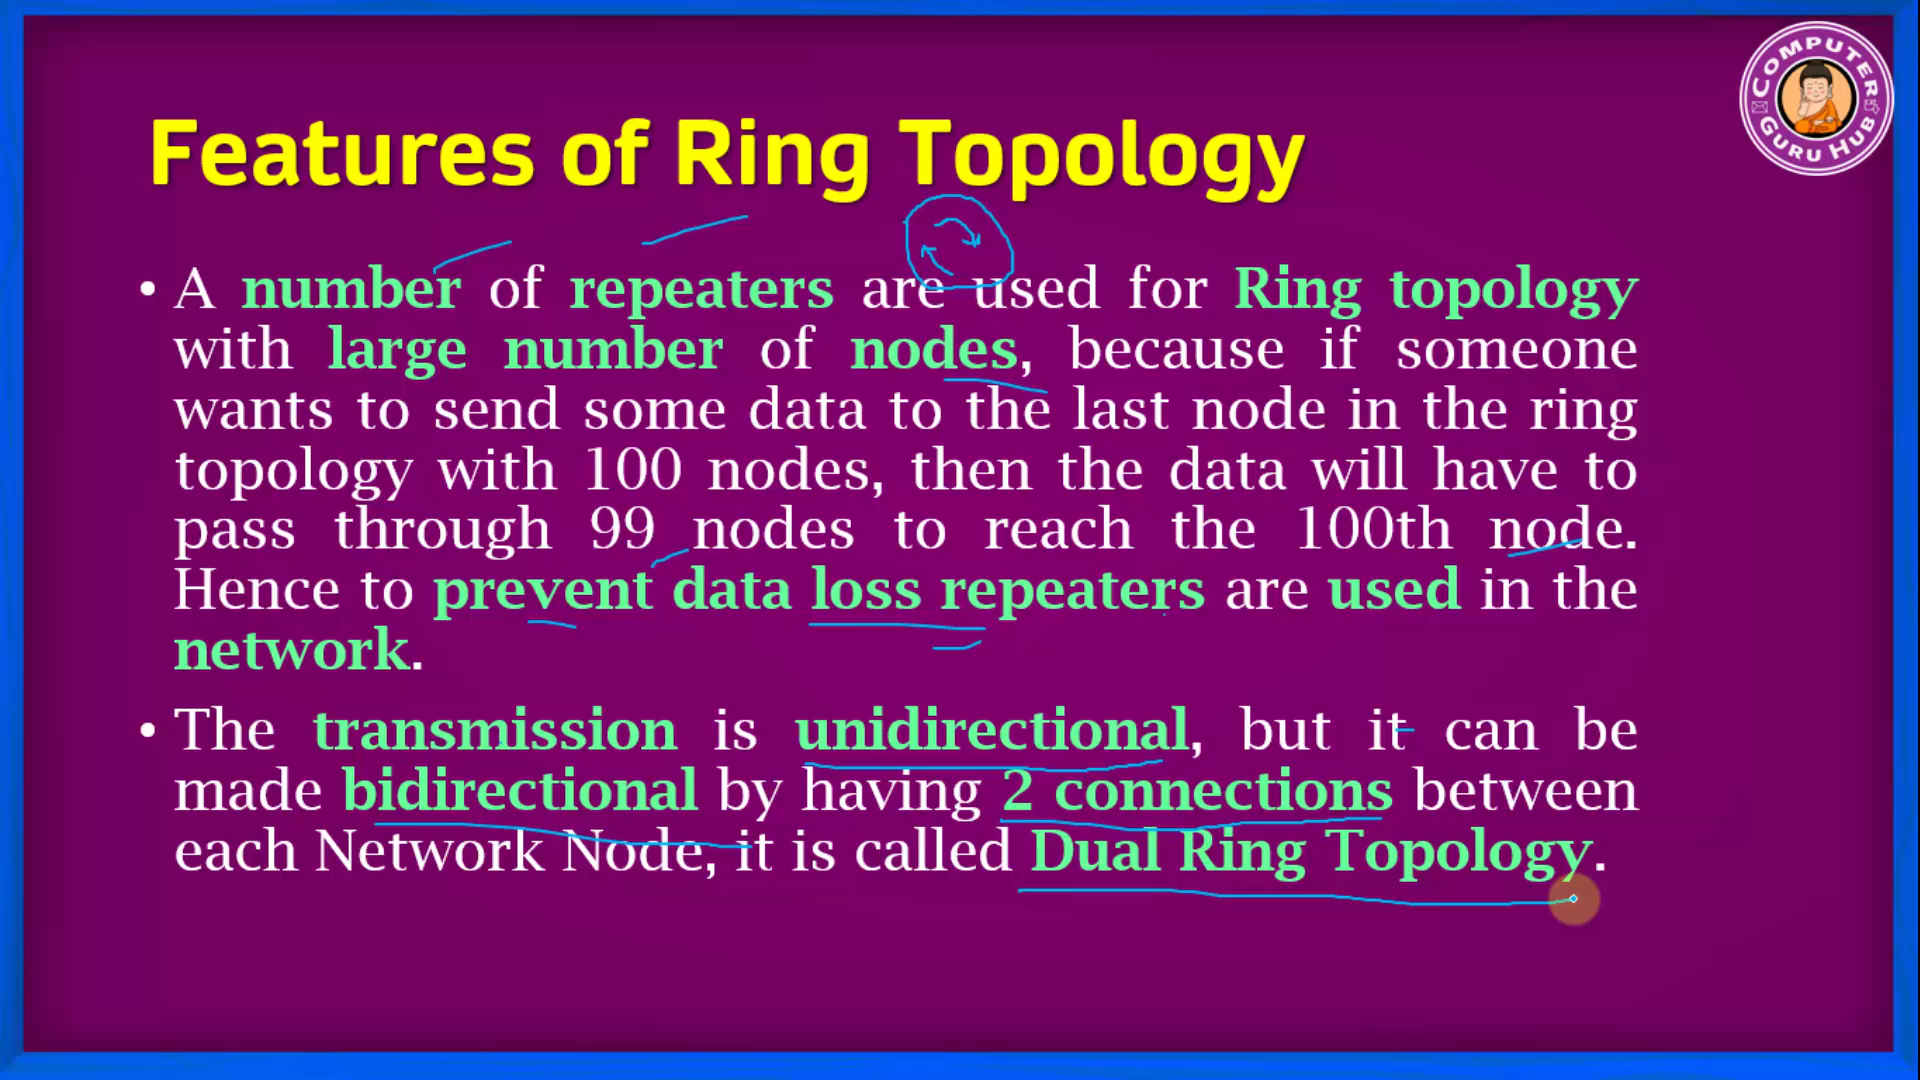 COMPUTER
GURU HUB
Features of Ring Topology
• A number of repeaters are used for Ring topology
with large number of nodes, because if someone
wants to send some data to the last node in the ring
topology with 100 nodes, then the data will have to
pass through 99 nodes to reach the 100th node.
Hence to prevent data loss repeaters are used in the
network.
• The transmission is unidirectional, but it can be
made bidirectional by having 2 connections between
each Network Node, it is called Dual Ring Topology.